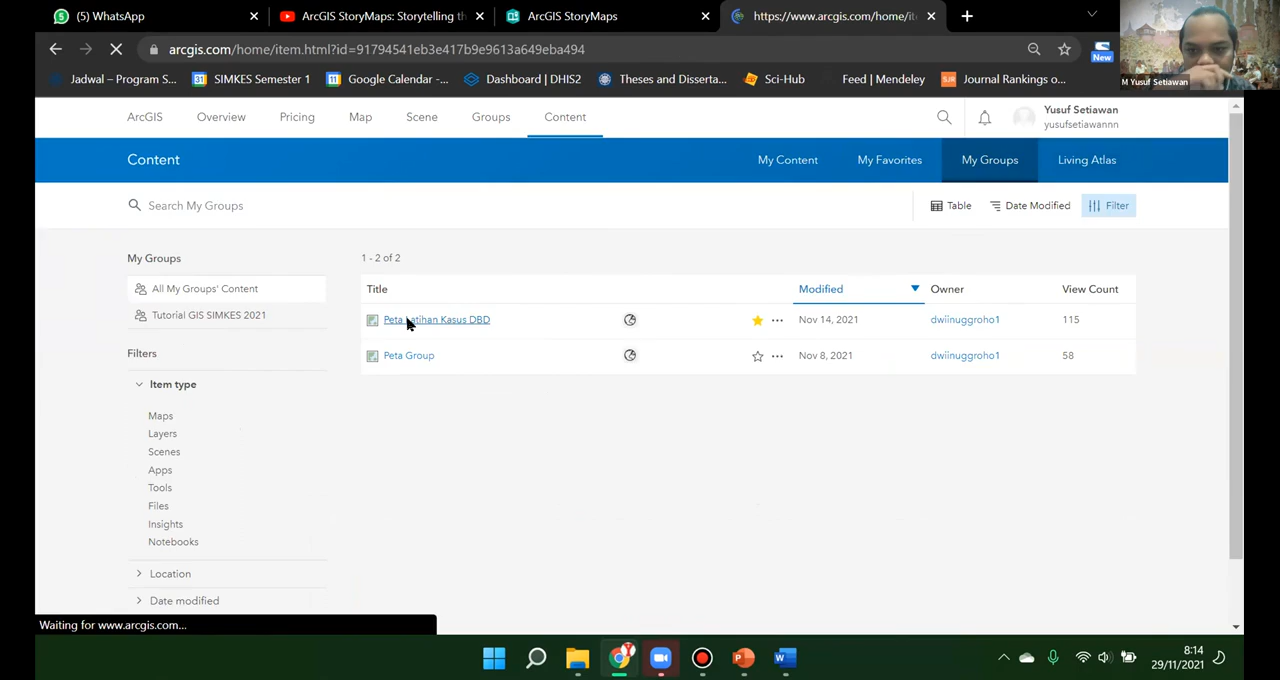 (5) WhatsApp
ArcGIS StoryMaps: Storytelling th
ArcGIS StoryMaps
https://www.arcgis.com/home/it
arcgis.com/home/item.html?id=91794541eb3e417b9e9613a649eba494
New
M Yusuf Setiawan
Jadwal – Program S...
SIMKES Semester 1
Google Calendar -...
Dashboard | DHIS2
Theses and Disserta...
Sci-Hub
Feed | Mendeley
Journal Rankings o...
ArcGIS
Overview
Pricing
Map
Scene
Groups
Content
Yusuf Setiawan
yusufsetiawannn
Content
My Content
My Favorites
My Groups
Living Atlas
Search My Groups
Table
Date Modified
Filter
My Groups
All My Groups' Content
Tutorial GIS SIMKES 2021
Filters
Item type
Maps
Layers
Scenes
Apps
Tools
Files
Insights
Notebooks
Location
Date modified
1 - 2 of 2
Title
Modified
Owner
View Count
Peta Latihan Kasus DBD
Nov 14, 2021
dwiinuggroho1
115
Peta Group
Nov 8, 2021
dwiinuggroho1
58
Waiting for www.arcgis.com...
8:14
29/11/2021